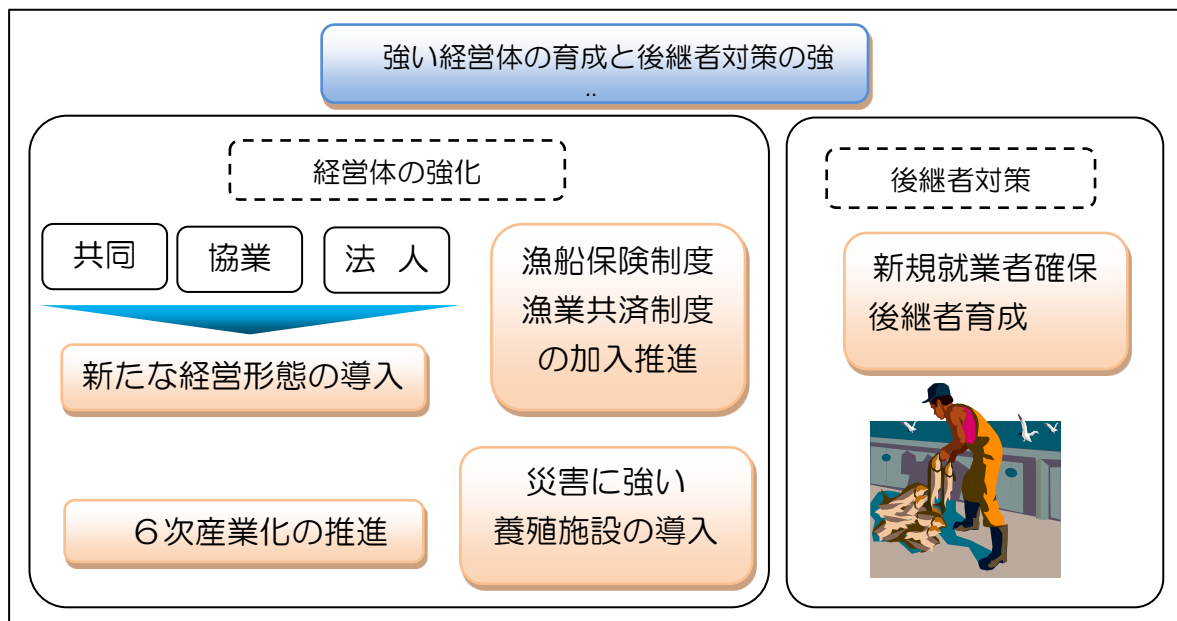 強い経営体の育成と後継者対策の強
..
経営体の強化
共同
協業
法 人
新たな経営形態の導入
６次産業化の推進
漁船保険制度
漁業共済制度
の加入推進
災害に強い
養殖施設の導入
後継者対策
新規就業者確保
後継者育成